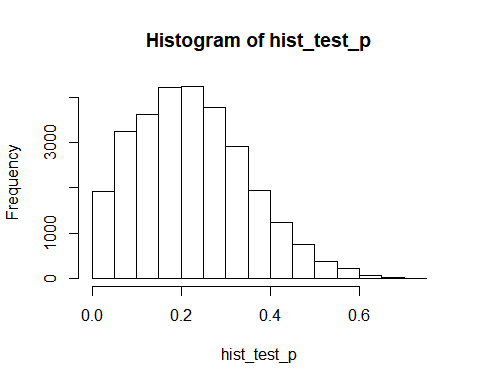 Histogram of hist_test_p
Frequency
3000
1000
0
0.0 0.2 0.4 0.6
hist_test_p